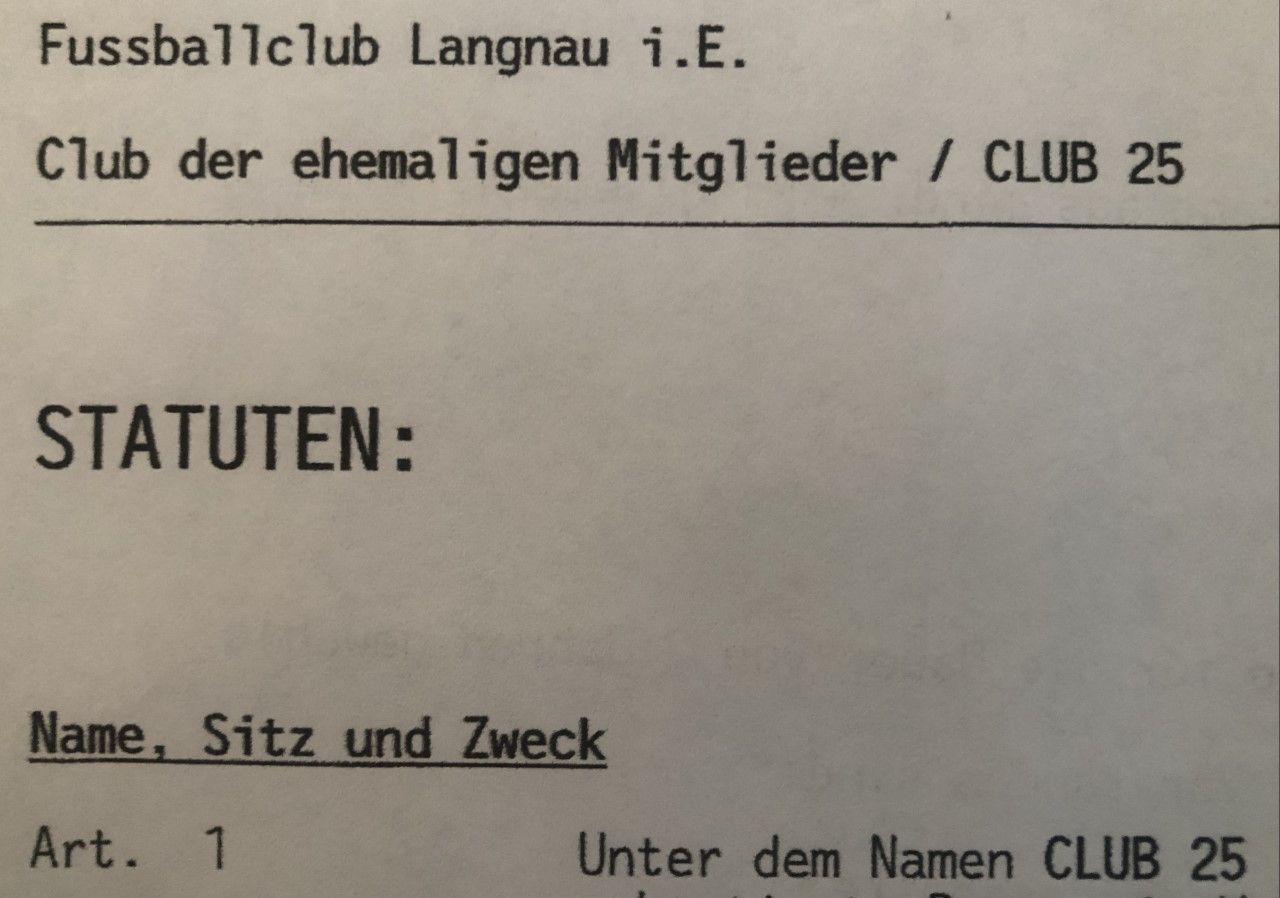 Fussballclub Langnau i.E.
Club der ehemaligen Mitglieder / CLUB 25
STATUTEN:
Name, Sitz und Zweck
Art. 1 Unter dem Namen CLUB 25